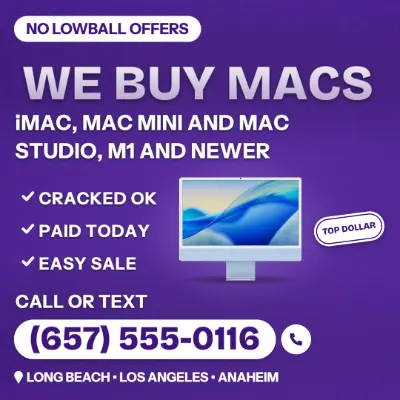 NO LOWBALL OFFERS
WE BUY MACS
iMAC, MAC MINI AND MAC
STUDIO, M1 AND NEWER
CRACKED OK
PAID TODAY
EASY SALE
TOP DOLLAR
CALL OR TEXT
(657) 555-0116
LONG BEACH • LOS ANGELES • ANAHEIM